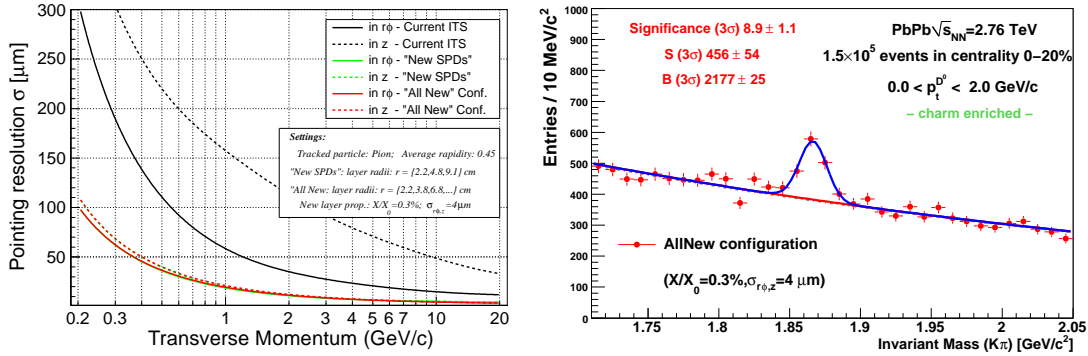 Pointing resolution σ [μm]
300
250
200
150
100
50
in rϕ - Current ITS
in z - Current ITS
in rϕ - "New SPDs"
in z - "New SPDs"
in rϕ - "All New" Conf.
in z - "All New" Conf.
Settings:
Tracked particle: Pion; Average rapidity: 0.45
"New SPDs": layer radii: r = [2.2,4.8,9.1] cm
"All New: layer radii: r = [2.2,3.8,6.8,...] cm
New layer prop.: X/X0=0.3%; σrϕ,z=4μm
0.2 0.3 1 2 3 4 5 6 7 10 20
Transverse Momentum (GeV/c)
Entries / 10 MeV/c²
1000
900
800
700
600
500
400
300
200
100
0
Significance (3σ) 8.9 ± 1.1
S (3σ) 456 ± 54
B (3σ) 2177 ± 25
PbPb√sNN=2.76 TeV
1.5×10⁵ events in centrality 0–20%
0.0 < ptD⁰ < 2.0 GeV/c
– charm enriched –
AllNew configuration
(X/X0=0.3%,σrϕ,z=4 μm)
1.75 1.8 1.85 1.9 1.95 2 2.05
Invariant Mass (Kπ) [GeV/c²]